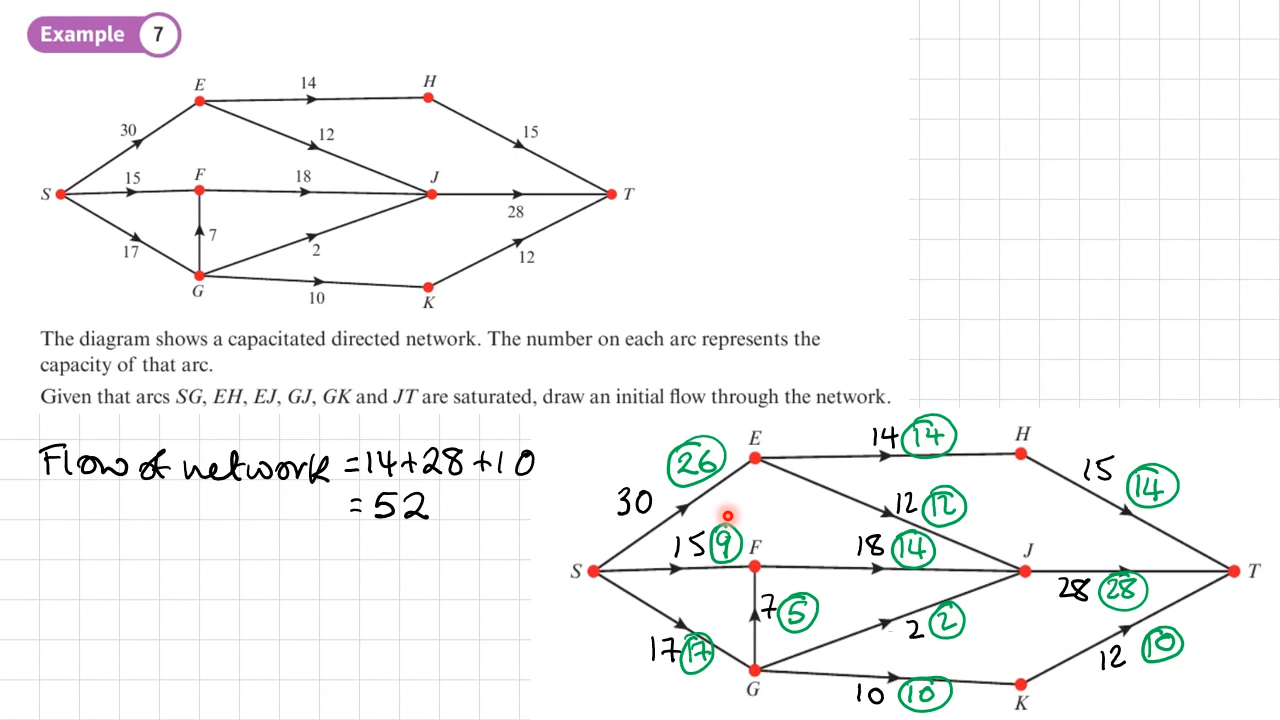 Example 7
E 14 H
30 12 15
S 15 F 18 J T
28
17 7 2 12
G 10 K
The diagram shows a capacitated directed network. The number on each arc represents the
capacity of that arc.
Given that arcs SG, EH, EJ, GJ, GK and JT are saturated, draw an initial flow through the network.
Flow of network = 14 + 28 + 10
= 52
E 14 14 H
26 15 14
30 12 12
15 9 F 18 14 J
S T
28 28
7 5
2 2
17 17 12 10
G 10 10 K